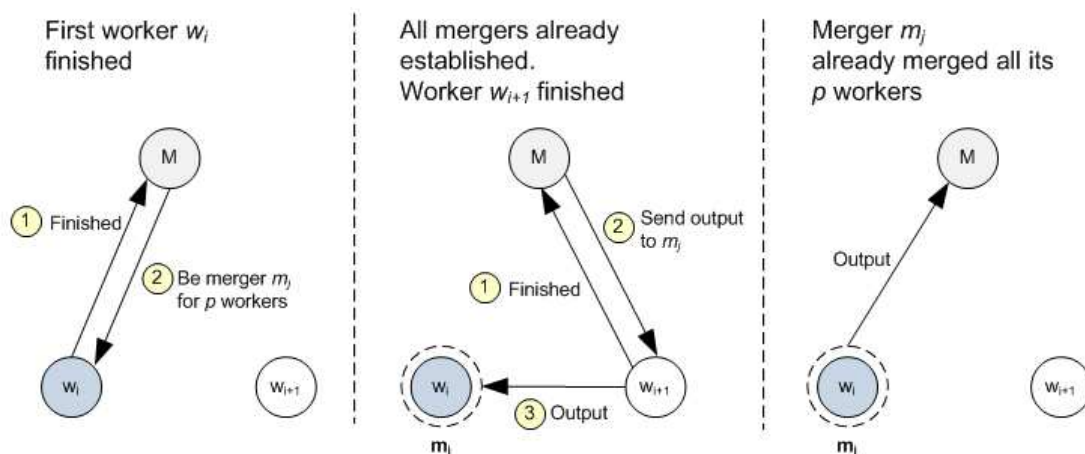 First worker wi
finished
M
1 Finished
2 Be merger mj
for p workers
wi
wi+1
All mergers already
established.
Worker wi+1 finished
M
2 Send output
to mj
1 Finished
wi
wi+1
3 Output
mj
Merger mj
already merged all its
p workers
M
Output
wi
wi+1
mj